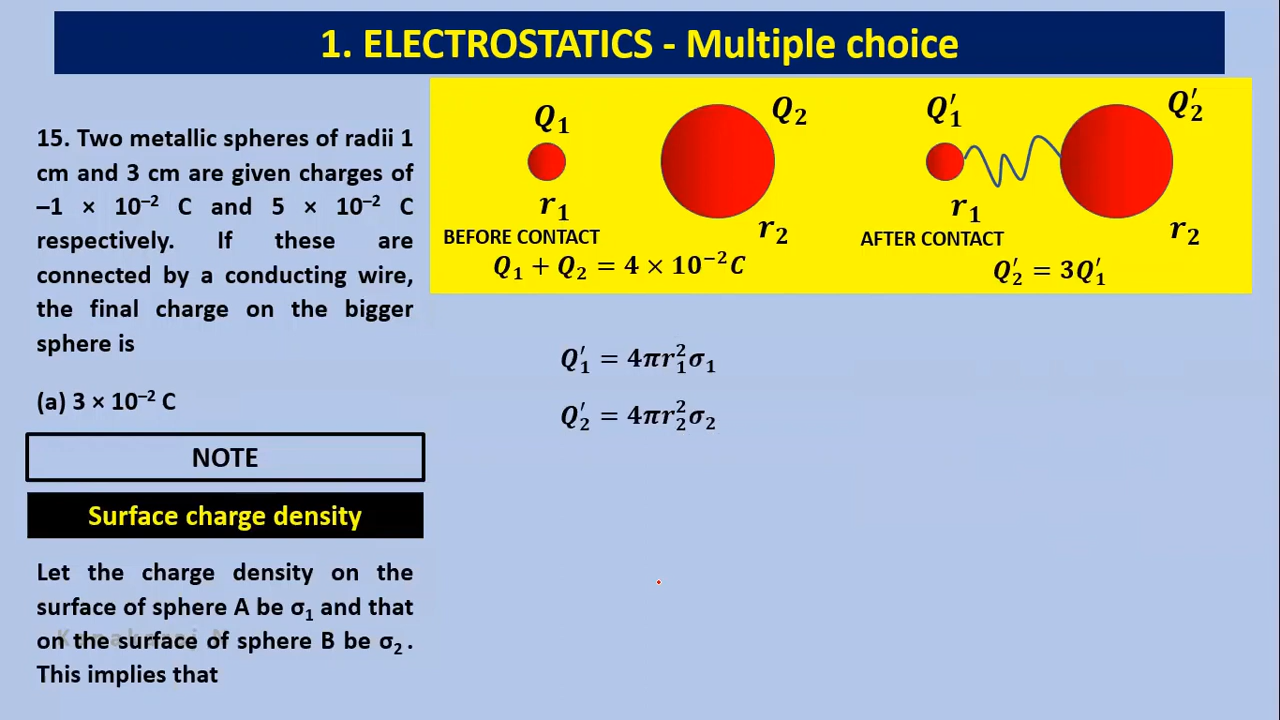 1. ELECTROSTATICS - Multiple choice
15. Two metallic spheres of radii 1
cm and 3 cm are given charges of
–1 × 10⁻² C and 5 × 10⁻² C
respectively. If these are
connected by a conducting wire,
the final charge on the bigger
sphere is
(a) 3 × 10⁻² C
NOTE
Surface charge density
Let the charge density on the
surface of sphere A be σ₁ and that
on the surface of sphere B be σ₂ .
This implies that
Q₁
Q₂
r₁
r₂
BEFORE CONTACT
Q₁ + Q₂ = 4 × 10⁻²C
Q′₁
Q′₂
r₁
r₂
AFTER CONTACT
Q′₂ = 3Q′₁
Q′₁ = 4πr₁²σ₁
Q′₂ = 4πr₂²σ₂